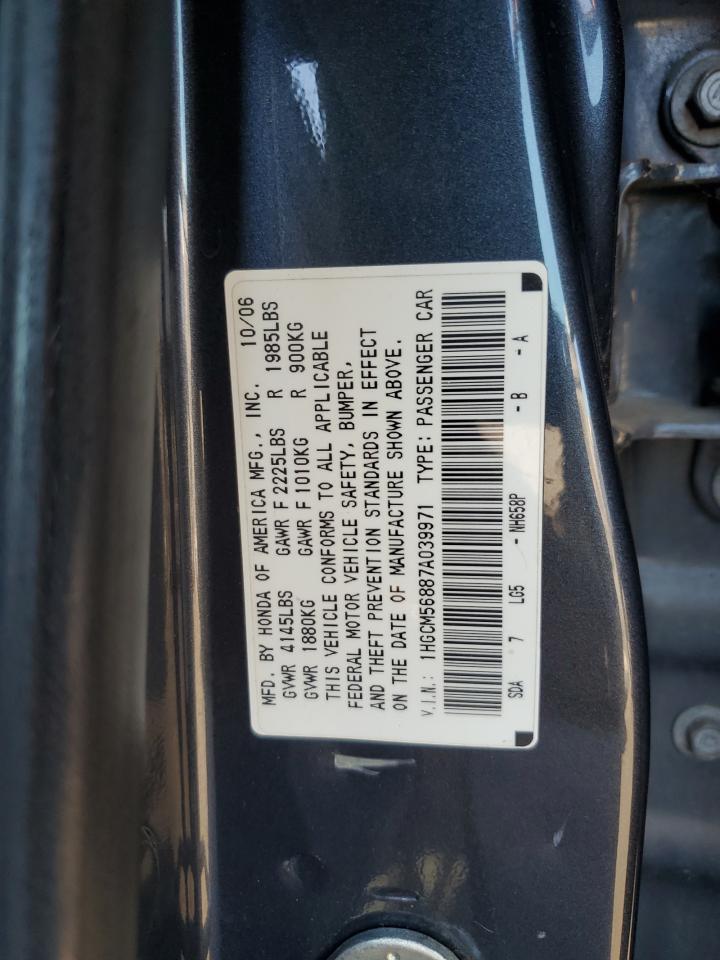 MFD. BY HONDA OF AMERICA MFG., INC. 10/06
GVWR 4145LBS GAWR F 2225LBS R 1985LBS
GVWR 1880KG GAWR F 1010KG R 900KG
THIS VEHICLE CONFORMS TO ALL APPLICABLE
FEDERAL MOTOR VEHICLE SAFETY, BUMPER,
AND THEFT PREVENTION STANDARDS IN EFFECT
ON THE DATE OF MANUFACTURE SHOWN ABOVE.
V.I.N.: 1HGCM56887A039971 TYPE: PASSENGER CAR
SDA 7 LG5 - NH658P - B - A